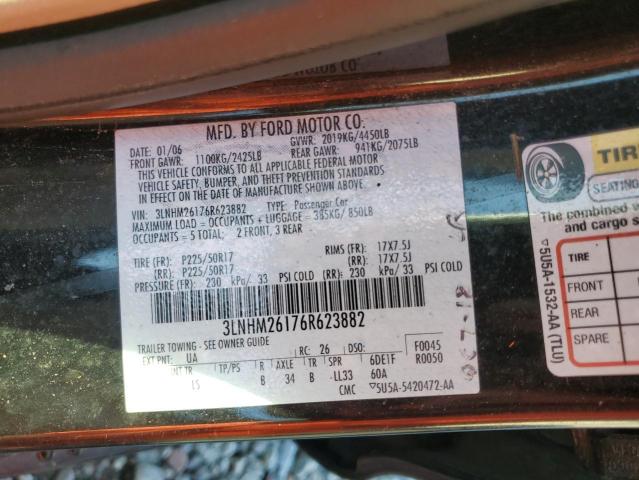 MFD. BY FORD MOTOR CO.
DATE: 01/06 GVWR: 2019KG/4450LB
FRONT GAWR: 1100KG/2425LB REAR GAWR: 941KG/2075LB
THIS VEHICLE CONFORMS TO ALL APPLICABLE FEDERAL MOTOR
VEHICLE SAFETY, BUMPER, AND THEFT PREVENTION STANDARDS
IN EFFECT ON THE DATE OF MANUFACTURE SHOWN ABOVE.
VIN: 3LNHM26176R623882 TYPE: Passenger Car
MAXIMUM LOAD = OCCUPANTS + LUGGAGE = 385KG/ 850LB
OCCUPANTS = 5 TOTAL; 2 FRONT, 3 REAR
TIRE (FR): P225/50R17 RIMS (FR): 17X7.5J
(RR): P225/50R17 (RR): 17X7.5J
PRESSURE (FR): 230 kPa/ 33 PSI COLD (RR): 230 kPa/ 33 PSI COLD
3LNHM26176R623882
TRAILER TOWING - SEE OWNER GUIDE
EXT PNT: UA RC: 26 DSO: F0045
R0050
INT TR TP/PS R AXLE TR SPR 6DE1F
IS B 34 B LL33 60A
CMC 5U5A-5420472-AA
TIRE
SEATING
The combined w
and cargo s
TIRE
FRONT
REAR
SPARE
5U5A-1532-AA (TLU)